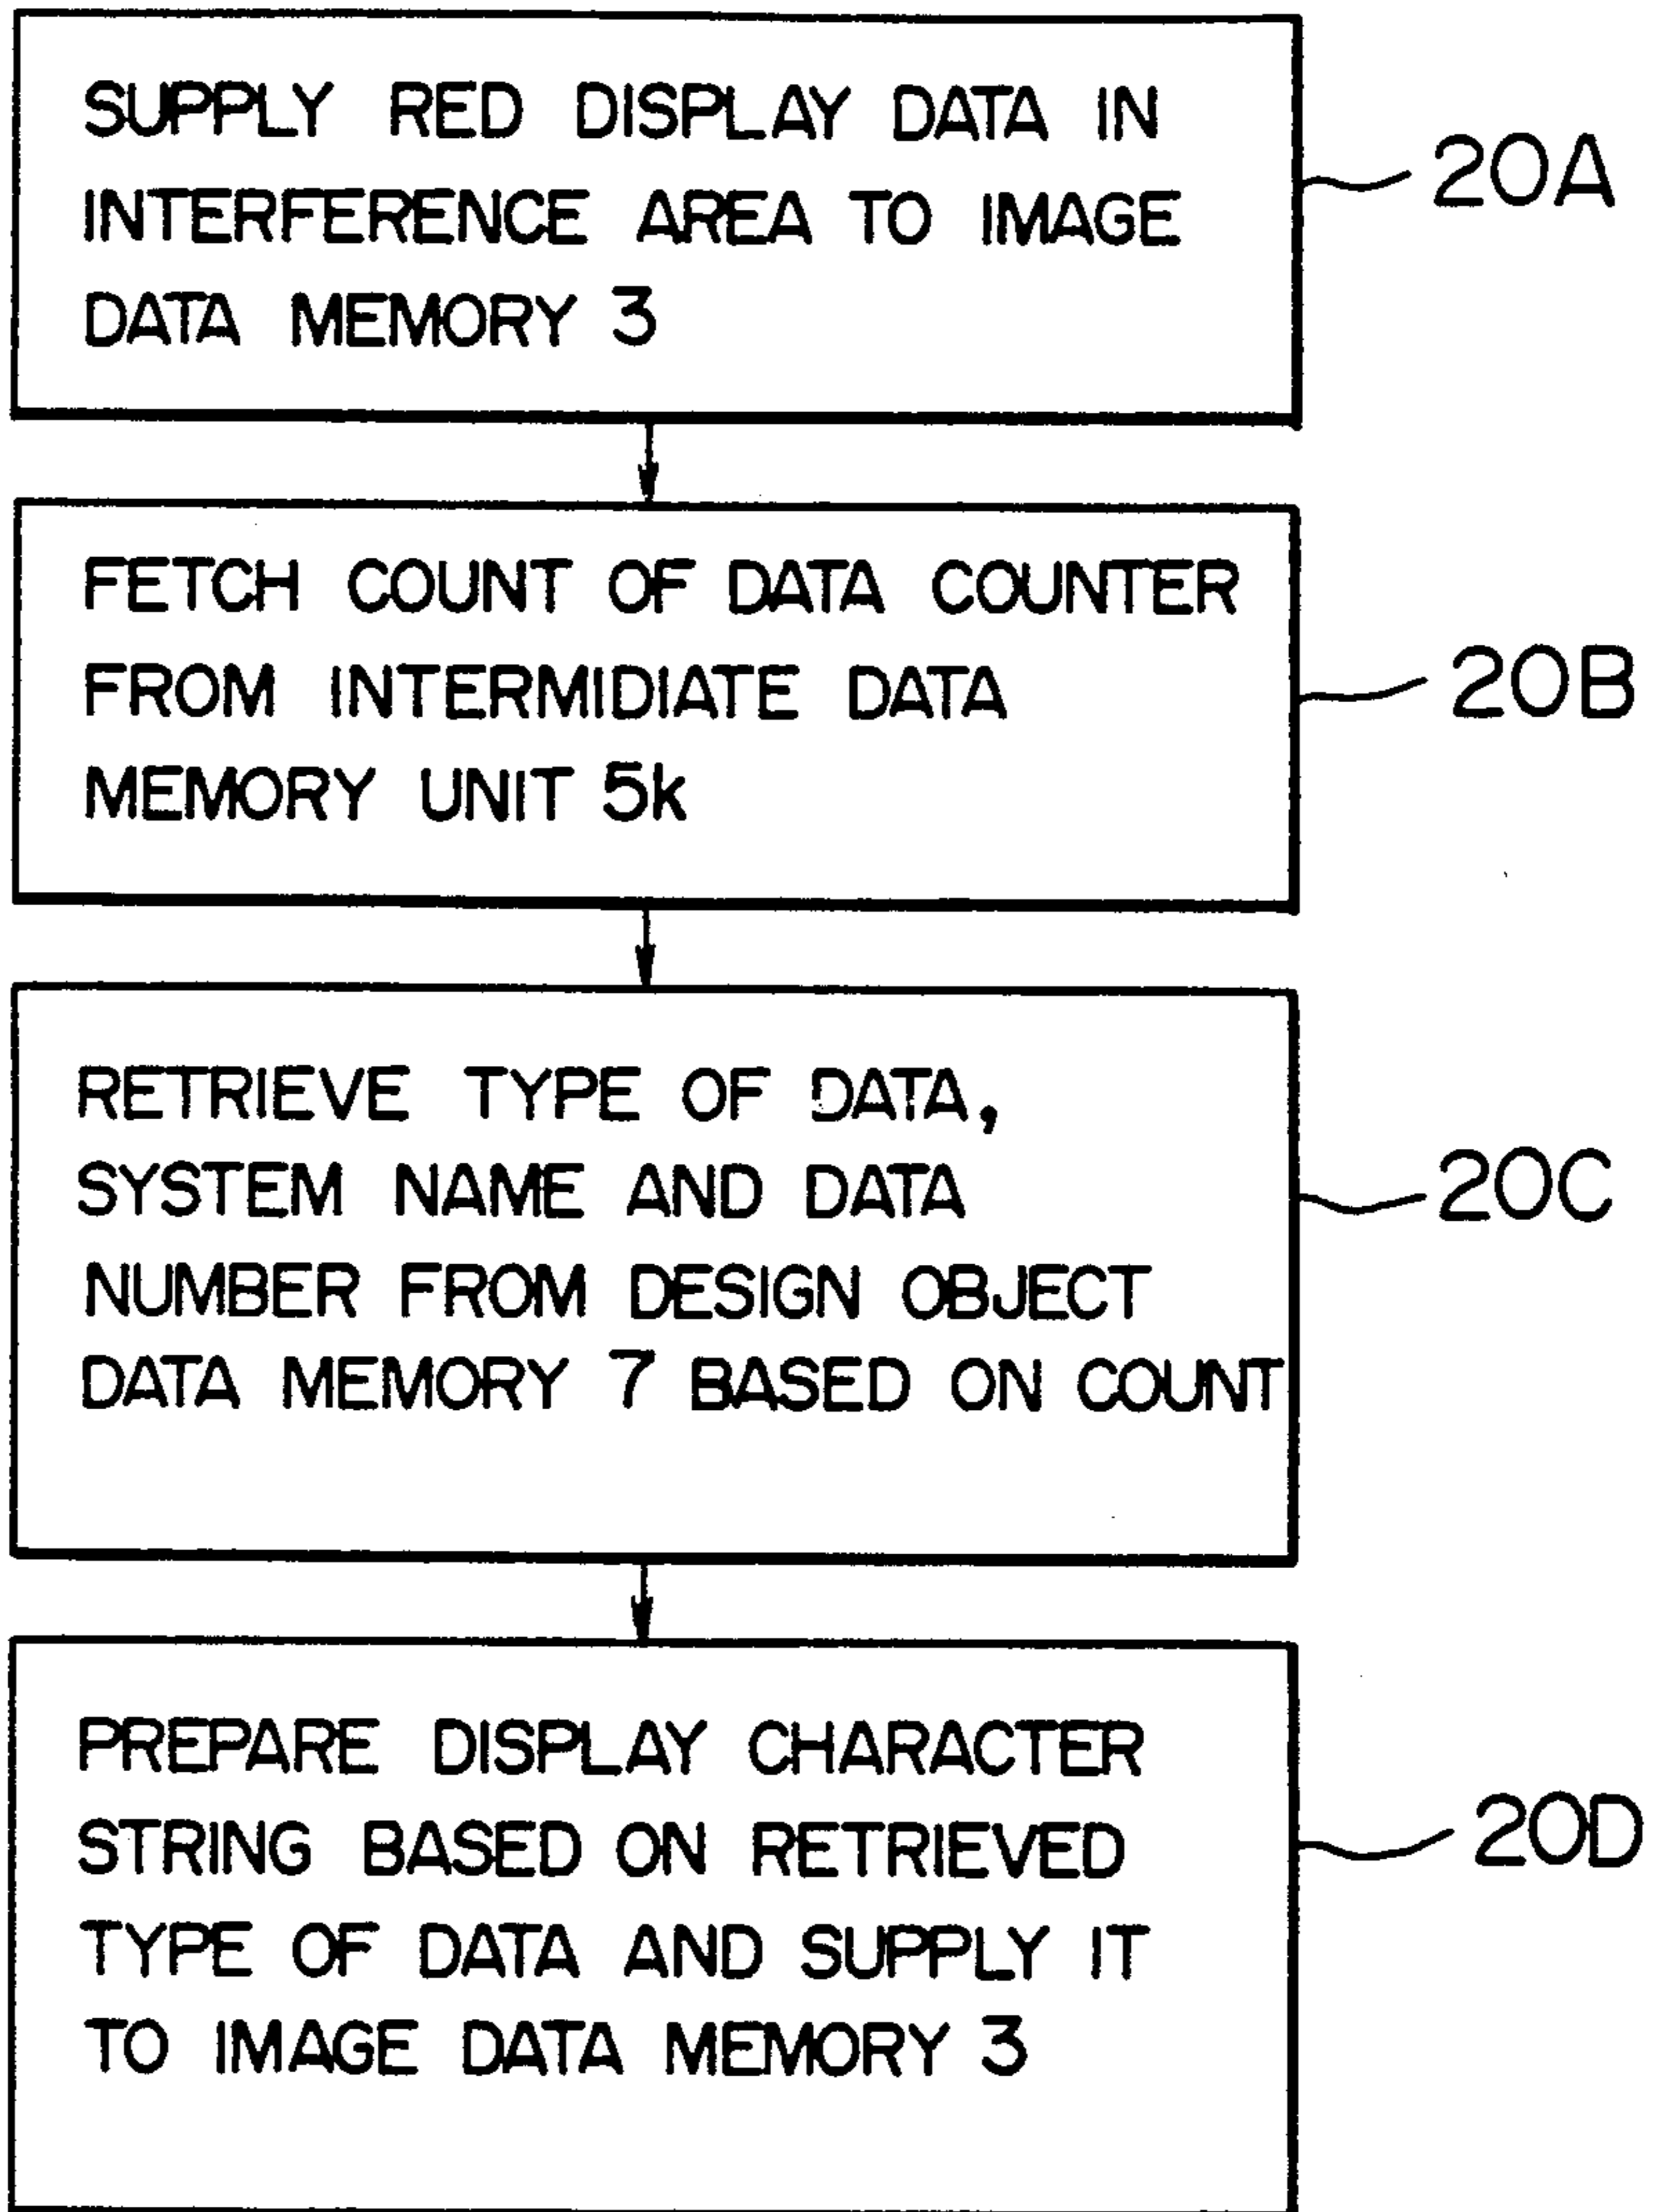 SUPPLY RED DISPLAY DATA IN
INTERFERENCE AREA TO IMAGE
DATA MEMORY 3
20A
FETCH COUNT OF DATA COUNTER
FROM INTERMIDIATE DATA
MEMORY UNIT 5k
20B
RETRIEVE TYPE OF DATA,
SYSTEM NAME AND DATA
NUMBER FROM DESIGN OBJECT
DATA MEMORY 7 BASED ON COUNT
20C
PREPARE DISPLAY CHARACTER
STRING BASED ON RETRIEVED
TYPE OF DATA AND SUPPLY IT
TO IMAGE DATA MEMORY 3
20D